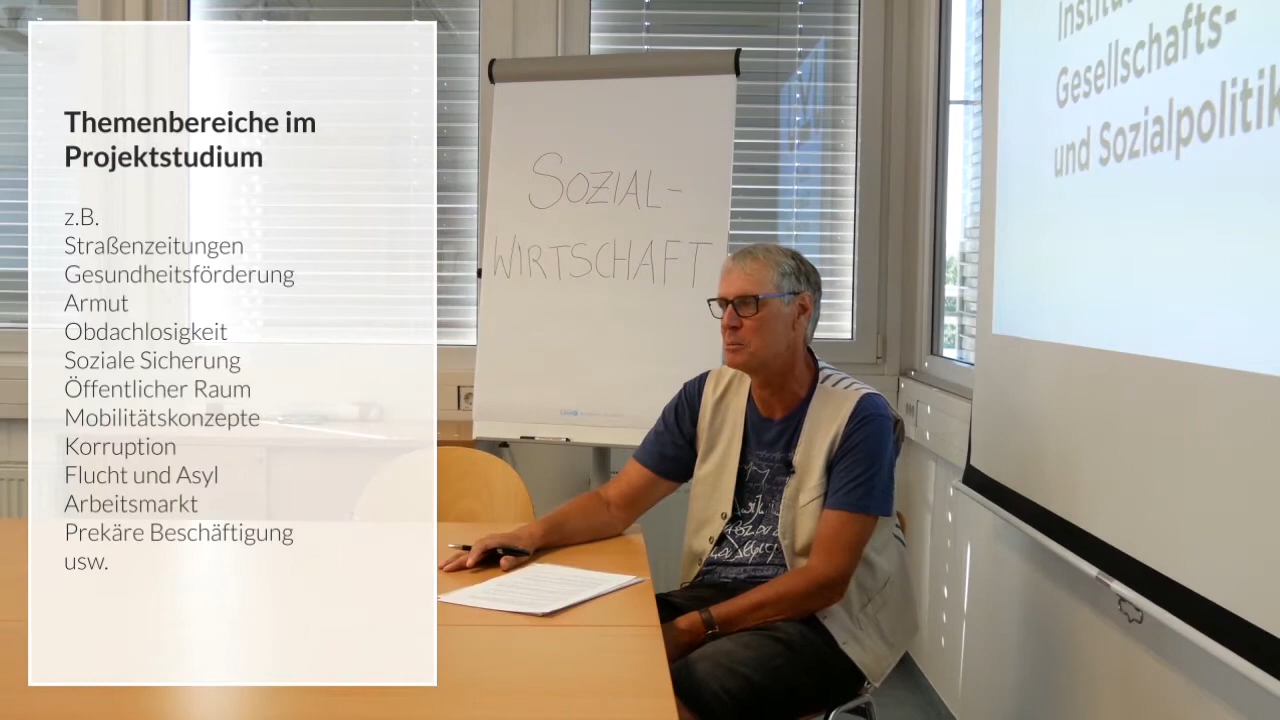 Themenbereiche im
Projektstudium
z.B.
Straßenzeitungen
Gesundheitsförderung
Armut
Obdachlosigkeit
Soziale Sicherung
Öffentlicher Raum
Mobilitätskonzepte
Korruption
Flucht und Asyl
Arbeitsmarkt
Prekäre Beschäftigung
usw.
SOZIAL-
WIRTSCHAFT
Gesellschafts-
und Sozialpolitik